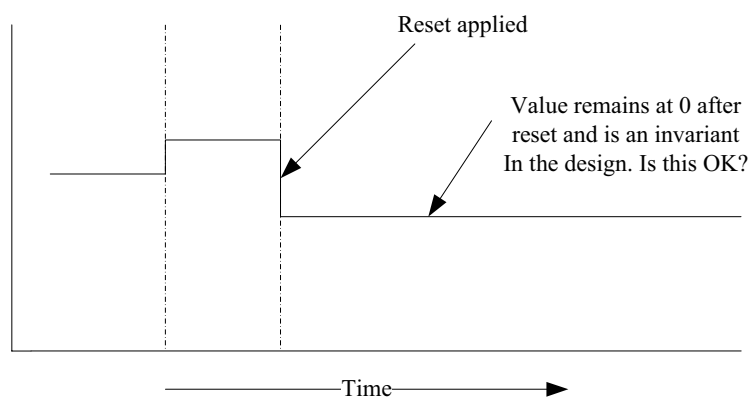 Reset applied
Value remains at 0 after
reset and is an invariant
In the design. Is this OK?
Time